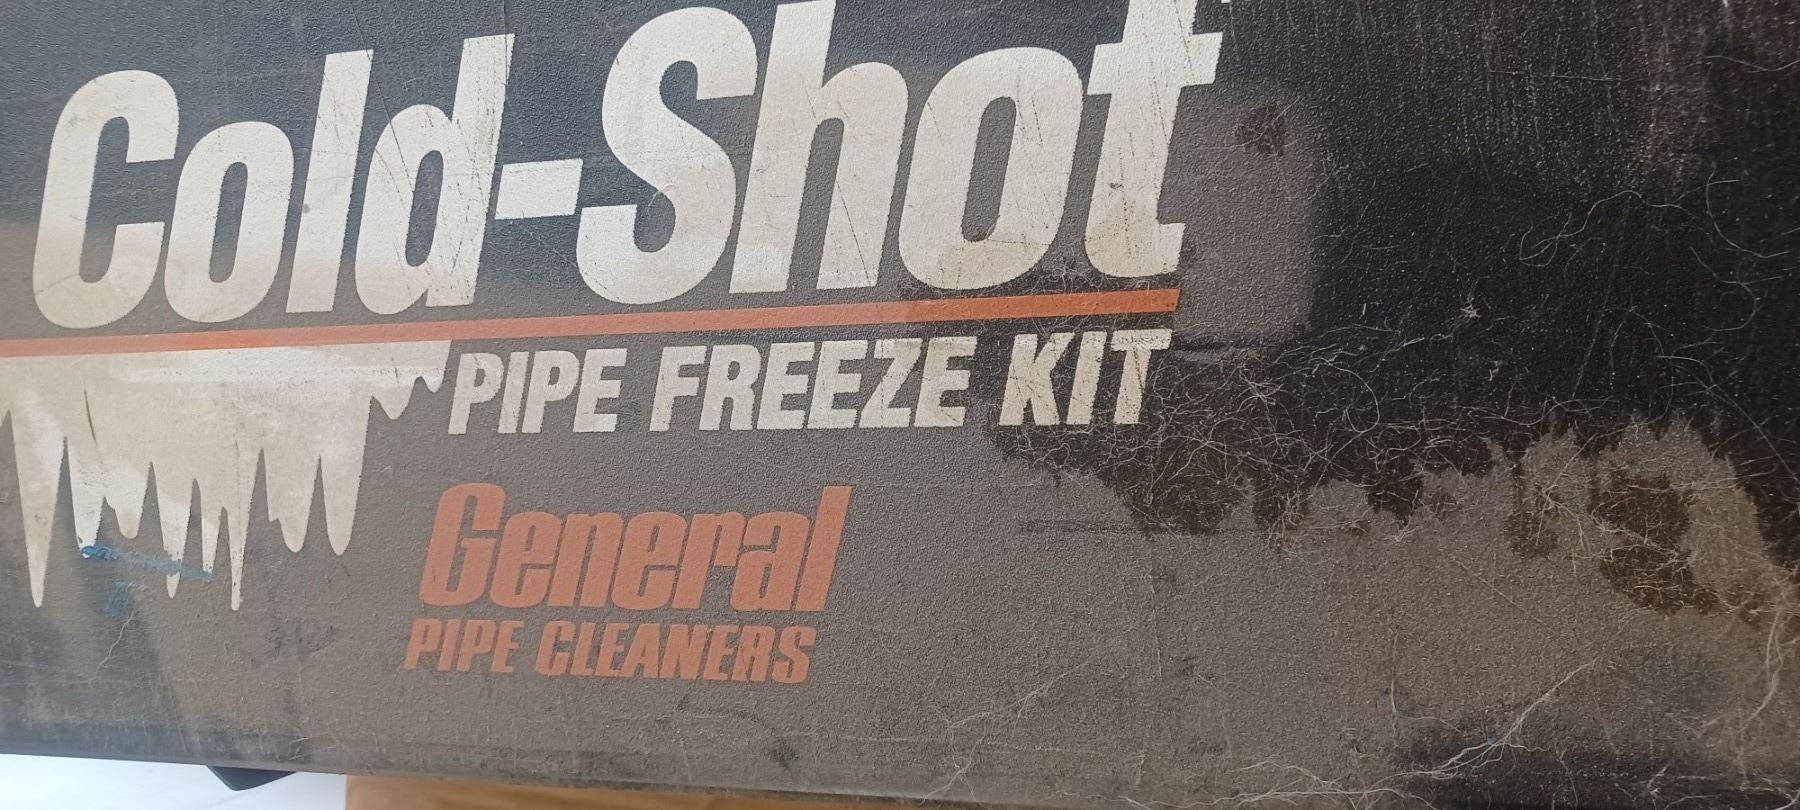 Cold-Shot
PIPE FREEZE KIT
General
PIPE CLEANERS